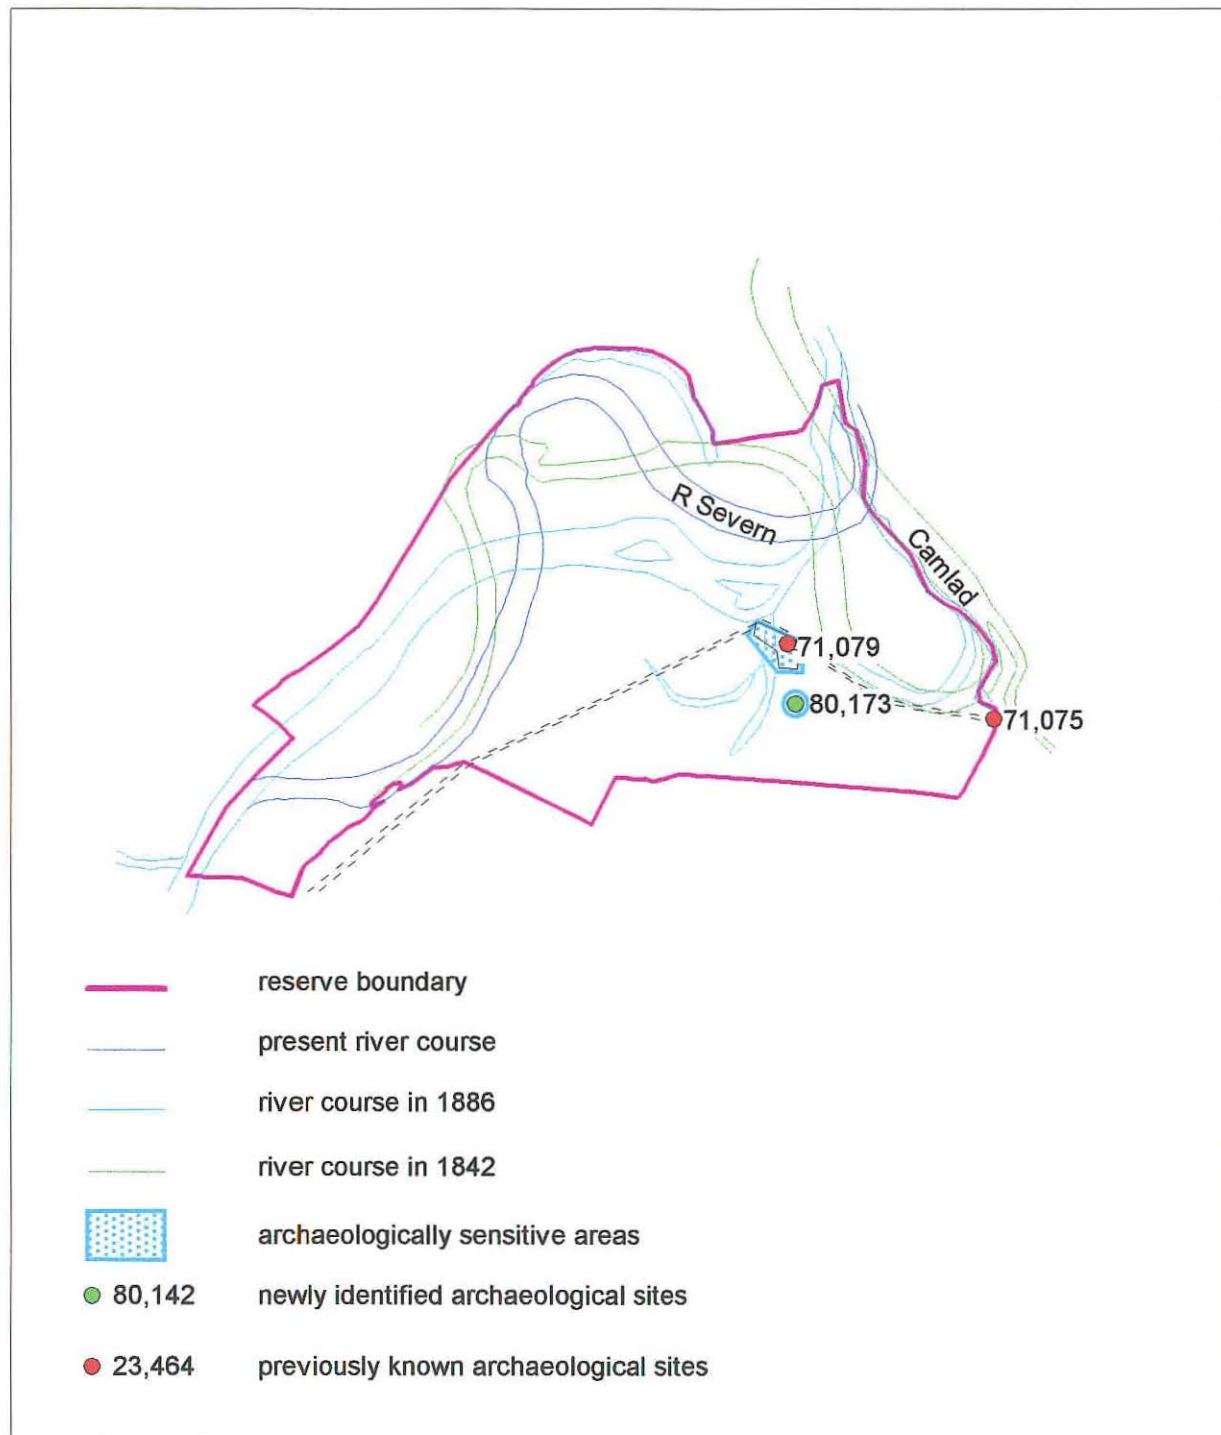 R Severn
Camlad
71,079
80,173
71,075
reserve boundary
present river course
river course in 1886
river course in 1842
archaeologically sensitive areas
80,142 newly identified archaeological sites
23,464 previously known archaeological sites